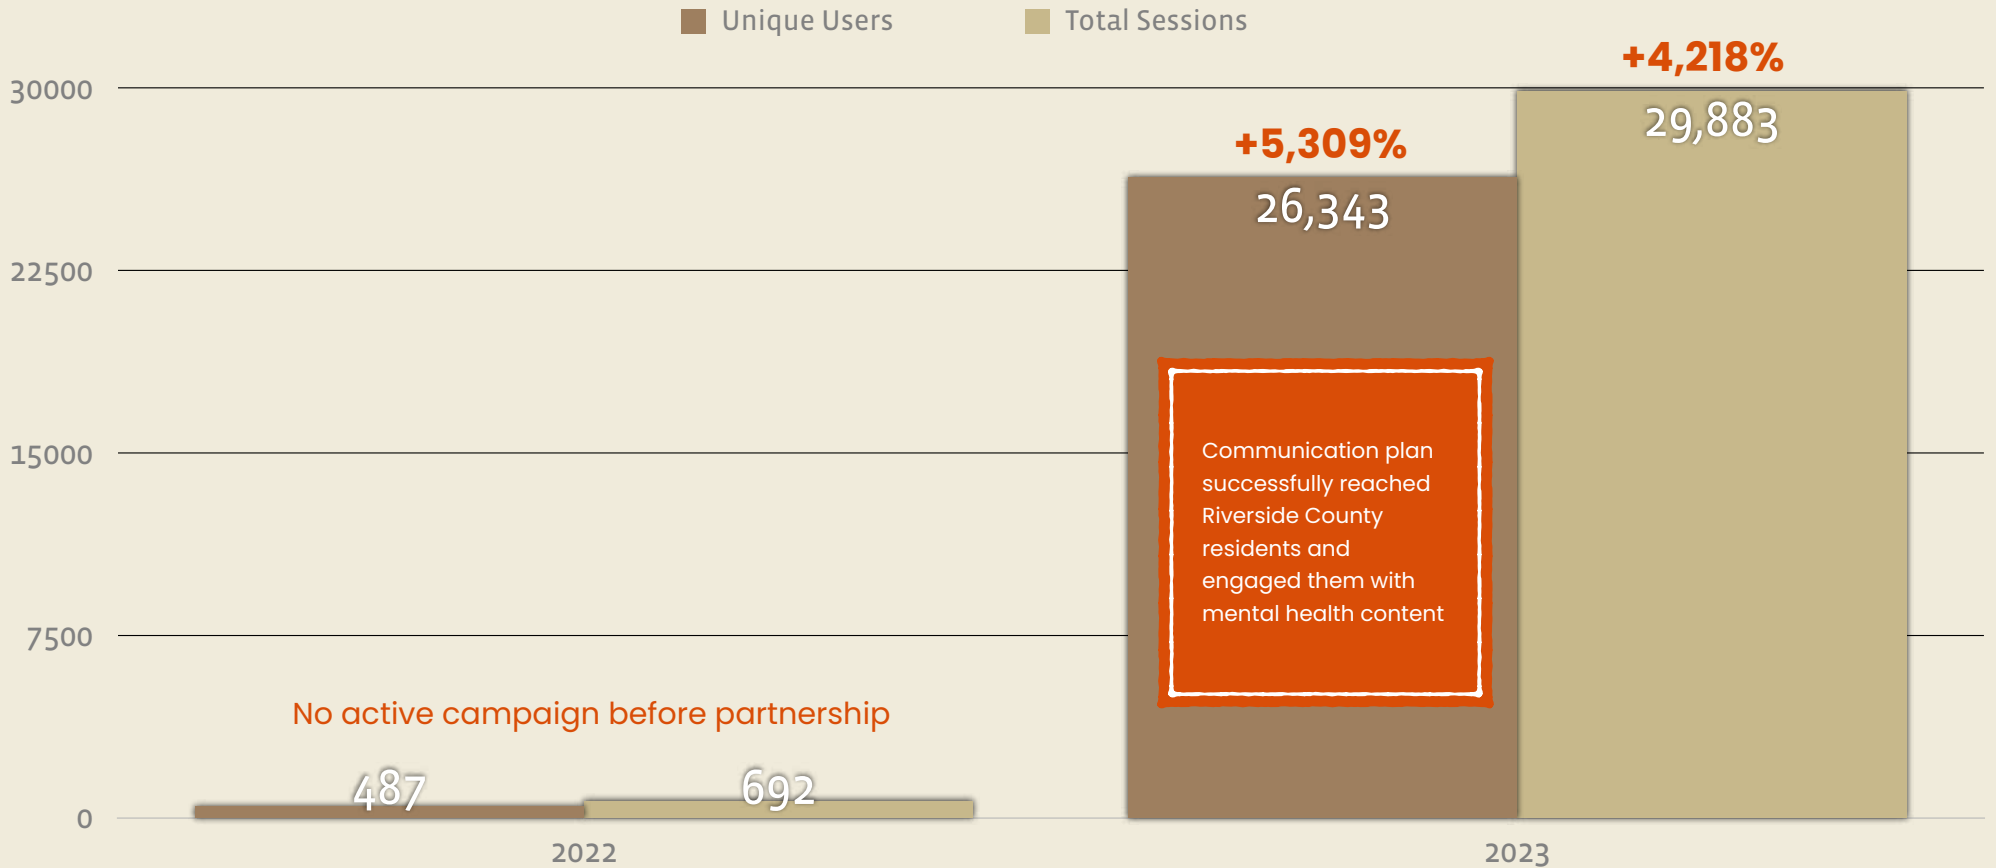 Unique Users
Total Sessions
+4,218%
30000
29,883
+5,309%
26,343
22500
15000
Communication plan
successfully reached
Riverside County
residents and
engaged them with
mental health content
7500
No active campaign before partnership
487
692
0
2022
2023